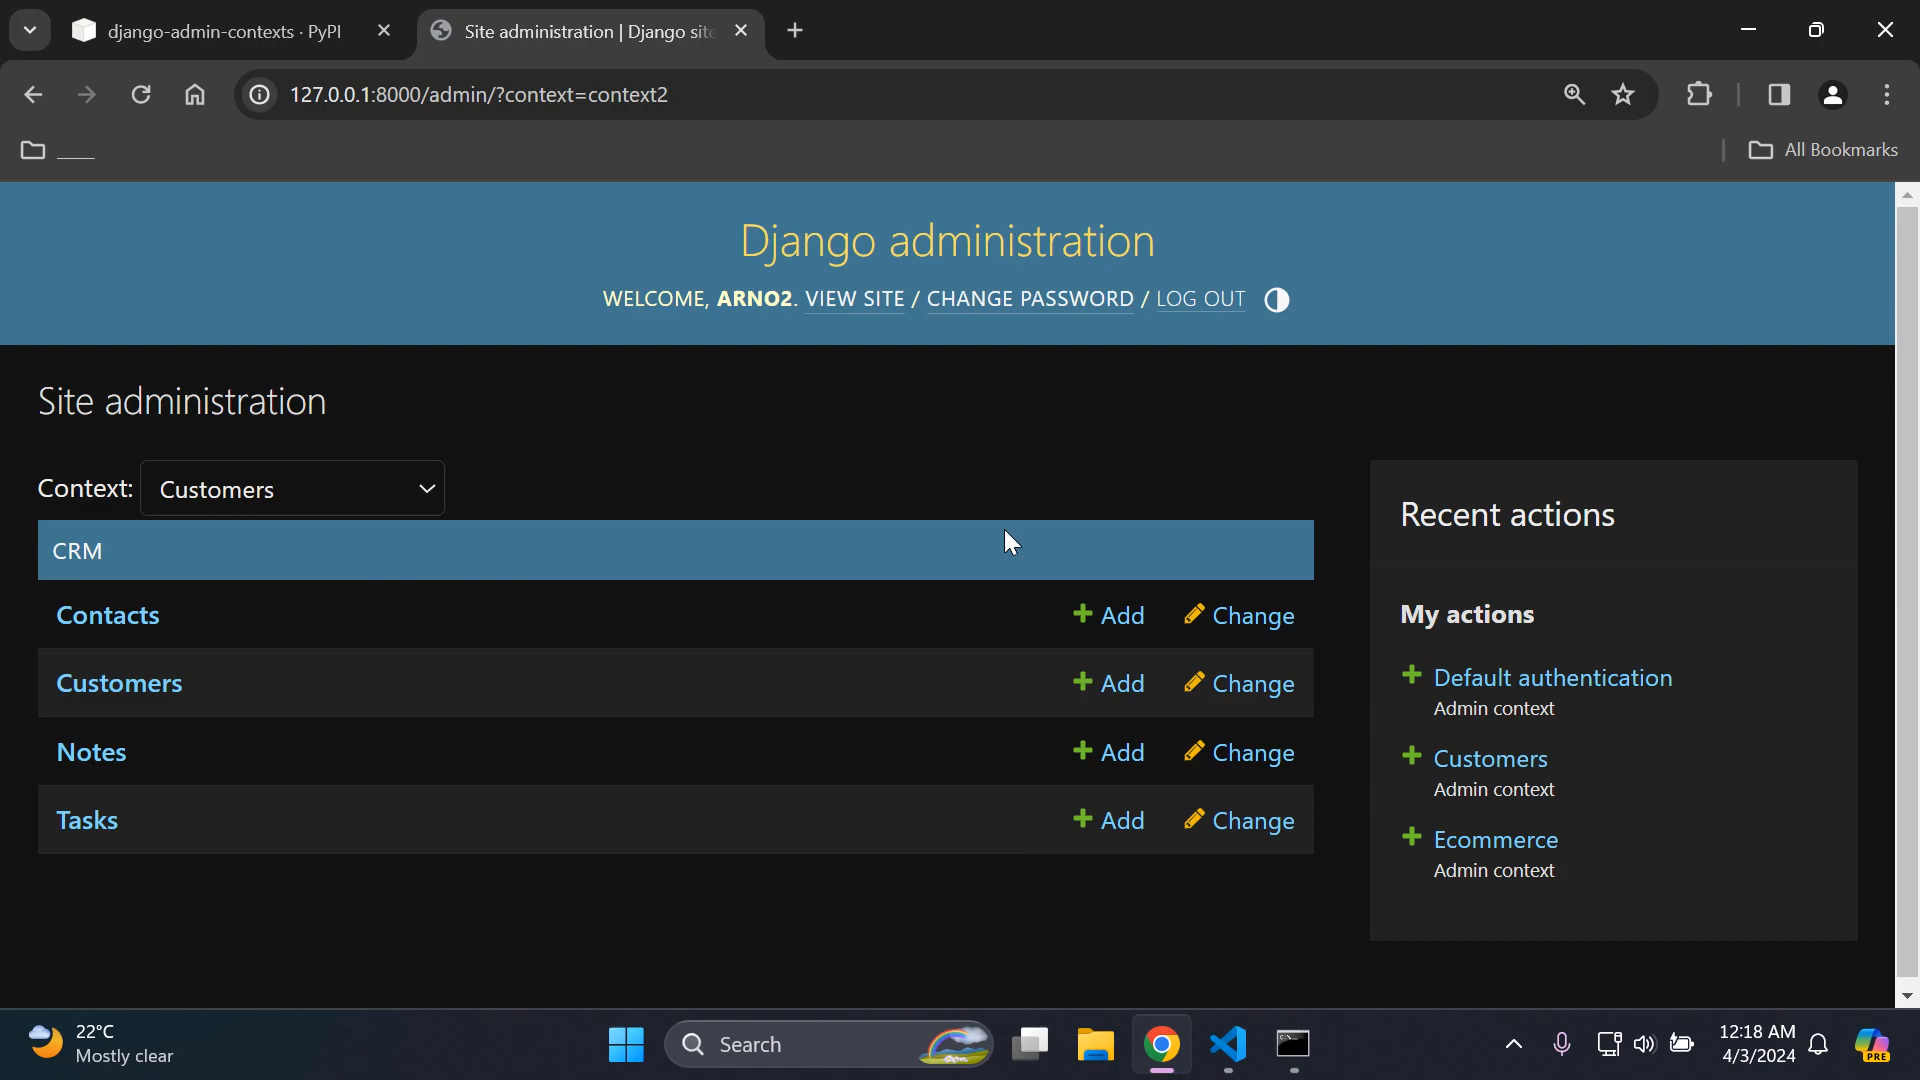 django-admin-contexts · PyPI
Site administration | Django site
127.0.0.1:8000/admin/?context=context2
All Bookmarks
Django administration
WELCOME, ARNO2. VIEW SITE / CHANGE PASSWORD / LOG OUT
Site administration
Context: Customers
CRM
Contacts Add Change
Customers Add Change
Notes Add Change
Tasks Add Change
Recent actions
My actions
Default authentication
Admin context
Customers
Admin context
Ecommerce
Admin context
22°C
Mostly clear
Search
12:18 AM
4/3/2024
PRE